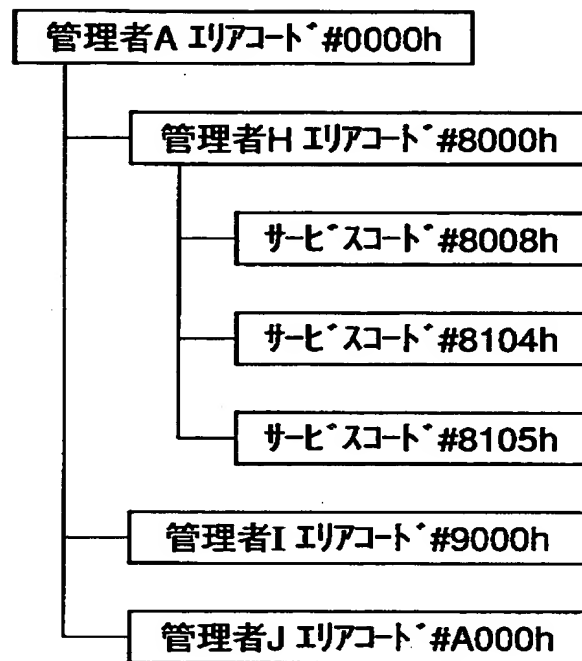 管理者A ｴﾘｱｺｰﾄﾞ#0000h
管理者H ｴﾘｱｺｰﾄﾞ#8000h
ｻｰﾋﾞｽｺｰﾄﾞ#8008h
ｻｰﾋﾞｽｺｰﾄﾞ#8104h
ｻｰﾋﾞｽｺｰﾄﾞ#8105h
管理者I ｴﾘｱｺｰﾄﾞ#9000h
管理者J ｴﾘｱｺｰﾄﾞ#A000h